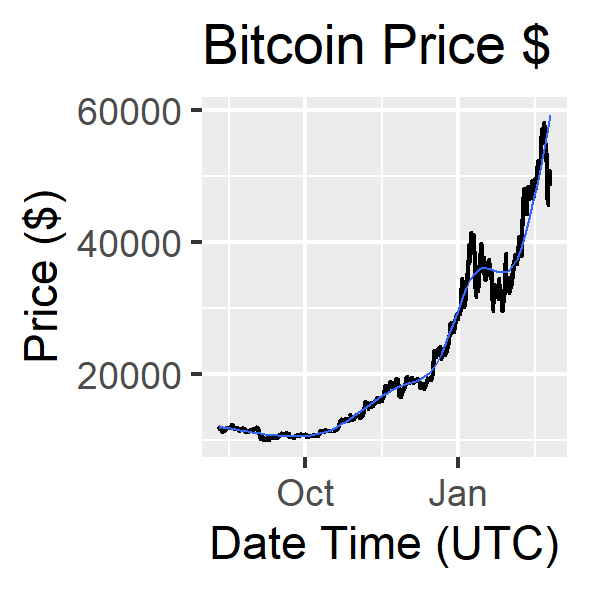 Bitcoin Price $
60000
40000
20000
Price ($)
Oct
Jan
Date Time (UTC)